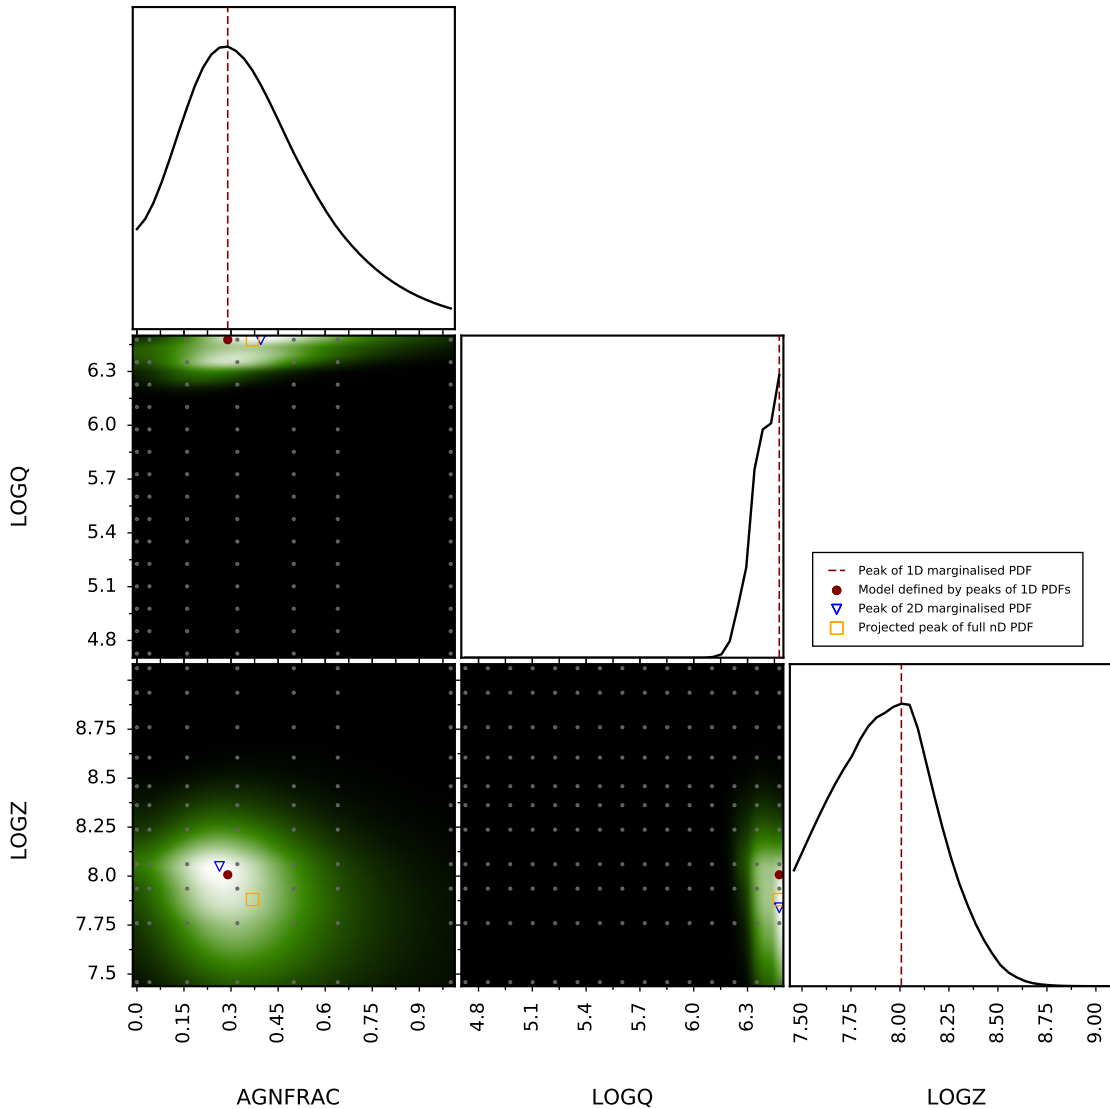 LOGQ
6.3
6.0
5.7
5.4
5.1
4.8
Peak of 1D marginalised PDF
Model defined by peaks of 1D PDFs
Peak of 2D marginalised PDF
Projected peak of full nD PDF
LOGZ
8.75
8.5
8.25
8.0
7.75
7.5
0.0 0.15 0.3 0.45 0.6 0.75 0.9
4.8 5.1 5.4 5.7 6.0 6.3
7.50 7.75 8.00 8.25 8.50 8.75 9.00
AGNFRAC LOGQ LOGZ